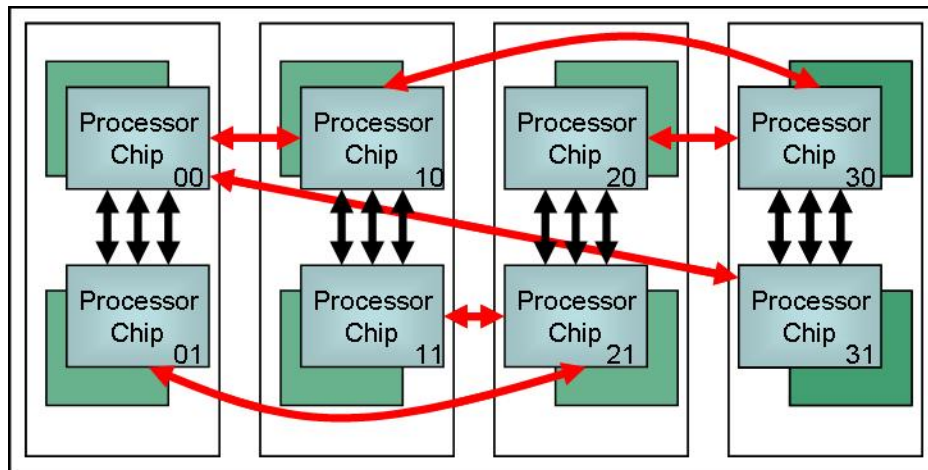 Processor
Chip
00
Processor
Chip
10
Processor
Chip
20
Processor
Chip
30
Processor
Chip
01
Processor
Chip
11
Processor
Chip
21
Processor
Chip
31